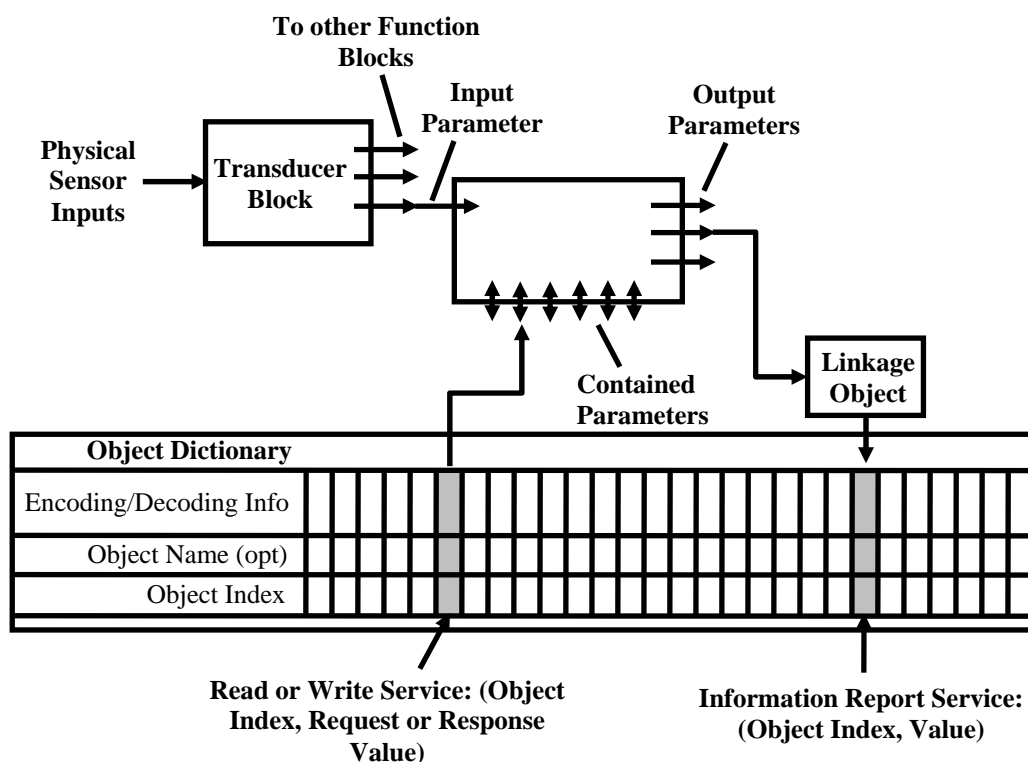 To other Function
Blocks
Input
Parameter
Output
Parameters
Physical
Sensor
Inputs
Transducer
Block
Contained
Parameters
Linkage
Object
Object Dictionary
Encoding/Decoding Info
Object Name (opt)
Object Index
Read or Write Service: (Object
Index, Request or Response
Value)
Information Report Service:
(Object Index, Value)